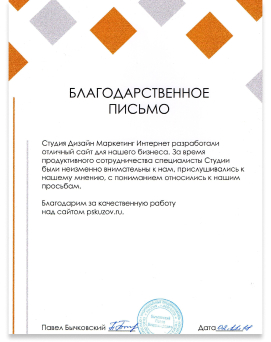 БЛАГОДАРСТВЕННОЕ
ПИСЬМО
Студия Дизайн Маркетинг Интернет разработали
отличный сайт для нашего бизнеса. За время
продуктивного сотрудничества специалисты Студии
были неизменно внимательны к нам, прислушивались к
нашему мнению, с пониманием относились к нашим
просьбам.
Благодарим за качественную работу
над сайтом pskuzov.ru.
Павел Бычковский
Дата